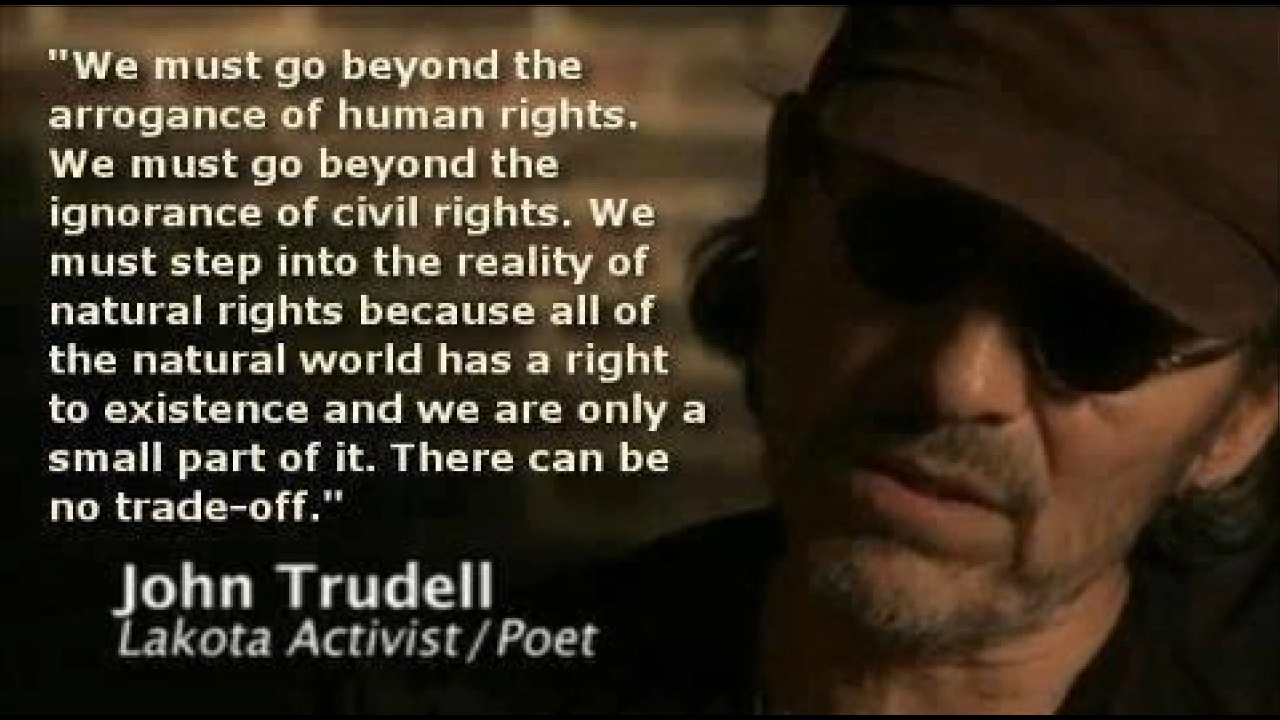 "We must go beyond the
arrogance of human rights.
We must go beyond the
ignorance of civil rights. We
must step into the reality of
natural rights because all of
the natural world has a right
to existence and we are only a
small part of it. There can be
no trade-off."
John Trudell
Lakota Activist/Poet